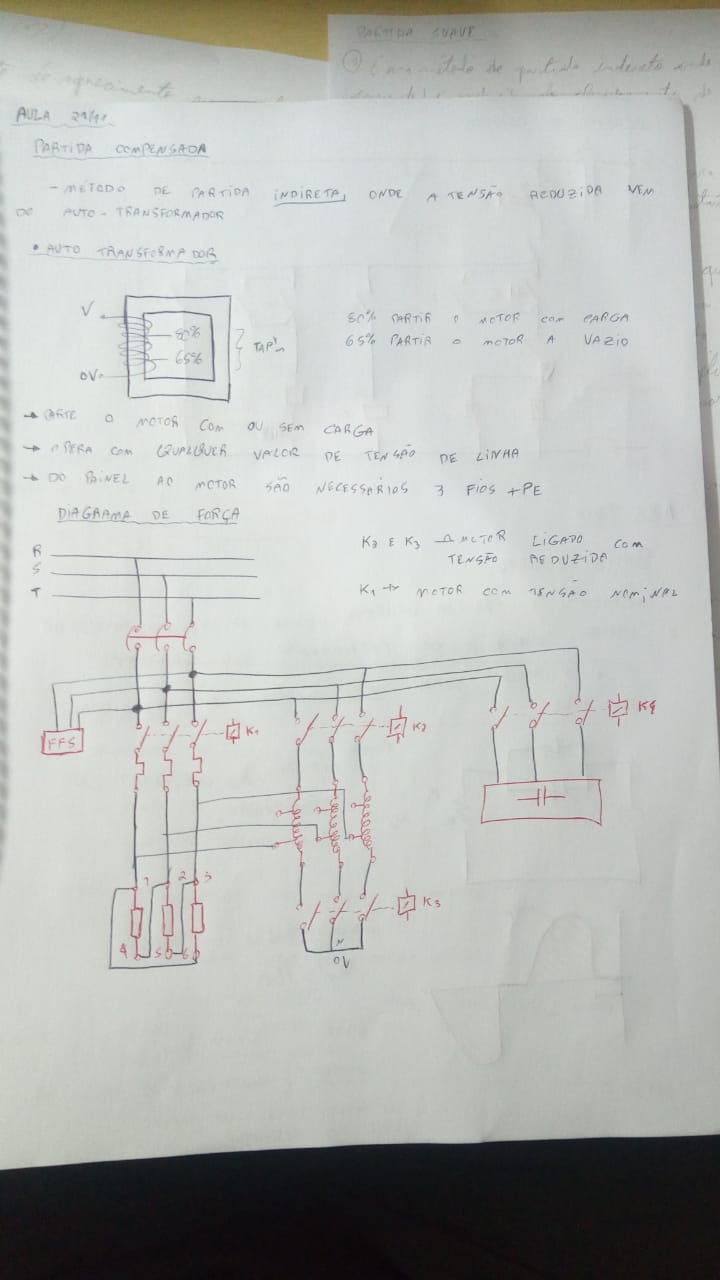 PARTIDA SUAVE
AULA 21/11
PARTIDA COMPENSADA
- MÉTODO DE PARTIDA INDIRETA, ONDE A TENSÃO REDUZIDA VEM
DO AUTO-TRANSFORMADOR
• AUTO TRANSFORMADOR
V
0V
80%
65%
TAP's
80% PARTIR O MOTOR COM CARGA
65% PARTIR O MOTOR A VAZIO
→ PARTE O MOTOR COM OU SEM CARGA
→ OPERA COM QUALQUER VALOR DE TENSÃO DE LINHA
→ DO PAINEL AO MOTOR SÃO NECESSÁRIOS 3 FIOS + PE
DIAGRAMA DE FORÇA
K2 E K3 → MOTOR LIGADO COM
TENSÃO REDUZIDA
K1 → MOTOR COM TENSÃO NOMINAL
R
S
T
FFS
K1
K2
K4
1 2 3
4 5 6
K3
N
0V